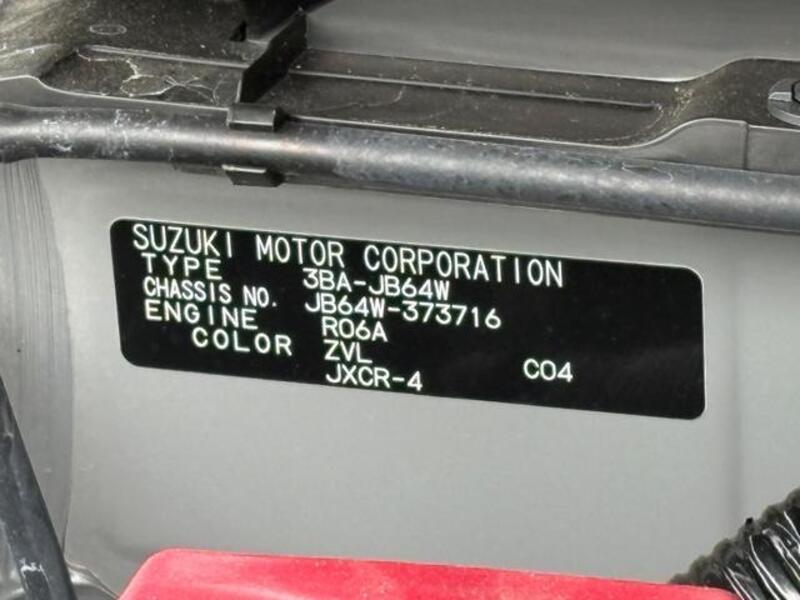 SUZUKI MOTOR CORPORATION
TYPE 3BA-JB64W
CHASSIS NO. JB64W-373716
ENGINE R06A
COLOR ZVL
JXCR-4 C04